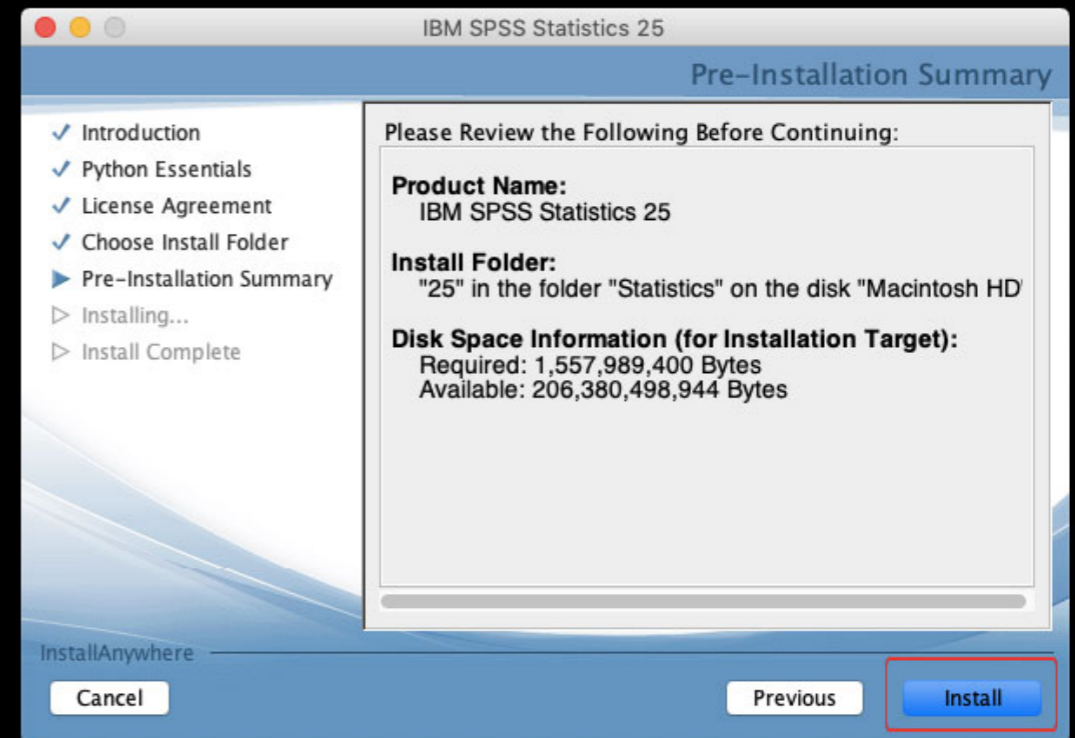 IBM SPSS Statistics 25
Pre-Installation Summary
Introduction
Python Essentials
License Agreement
Choose Install Folder
Pre-Installation Summary
Installing...
Install Complete
Please Review the Following Before Continuing:
Product Name:
IBM SPSS Statistics 25
Install Folder:
"25" in the folder "Statistics" on the disk "Macintosh HD"
Disk Space Information (for Installation Target):
Required: 1,557,989,400 Bytes
Available: 206,380,498,944 Bytes
InstallAnywhere
Cancel
Previous
Install